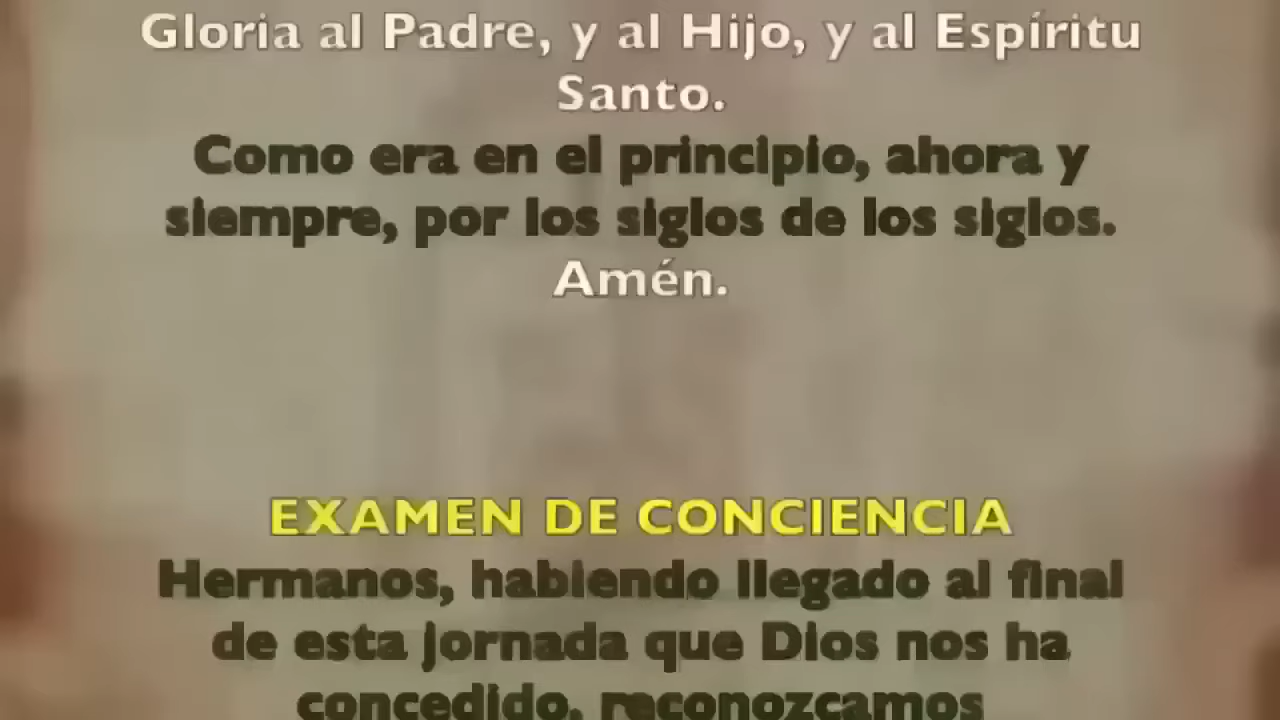 Gloria al Padre, y al Hijo, y al Espíritu
Santo.
Como era en el principio, ahora y
siempre, por los siglos de los siglos.
Amén.
EXAMEN DE CONCIENCIA
Hermanos, habiendo llegado al final
de esta jornada que Dios nos ha
concedido, reconozcamos